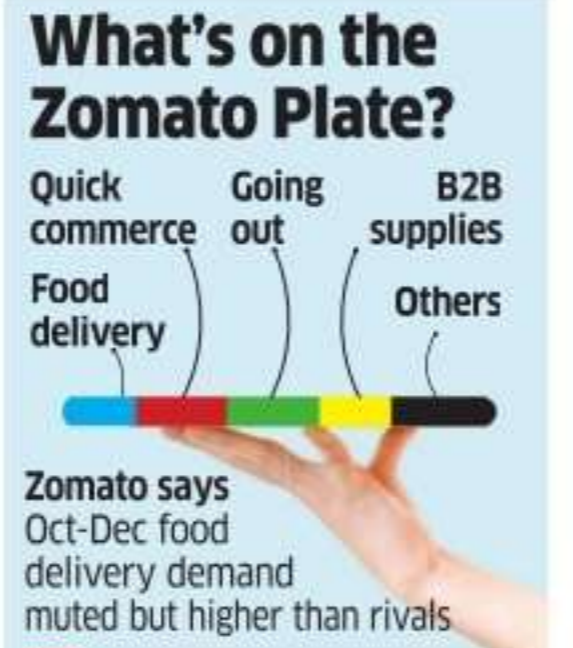 What's on the
Zomato Plate?
Quick
commerce
Going
out
B2B
supplies
Food
delivery
Others
Zomato says
Oct-Dec food
delivery demand
muted but higher than rivals